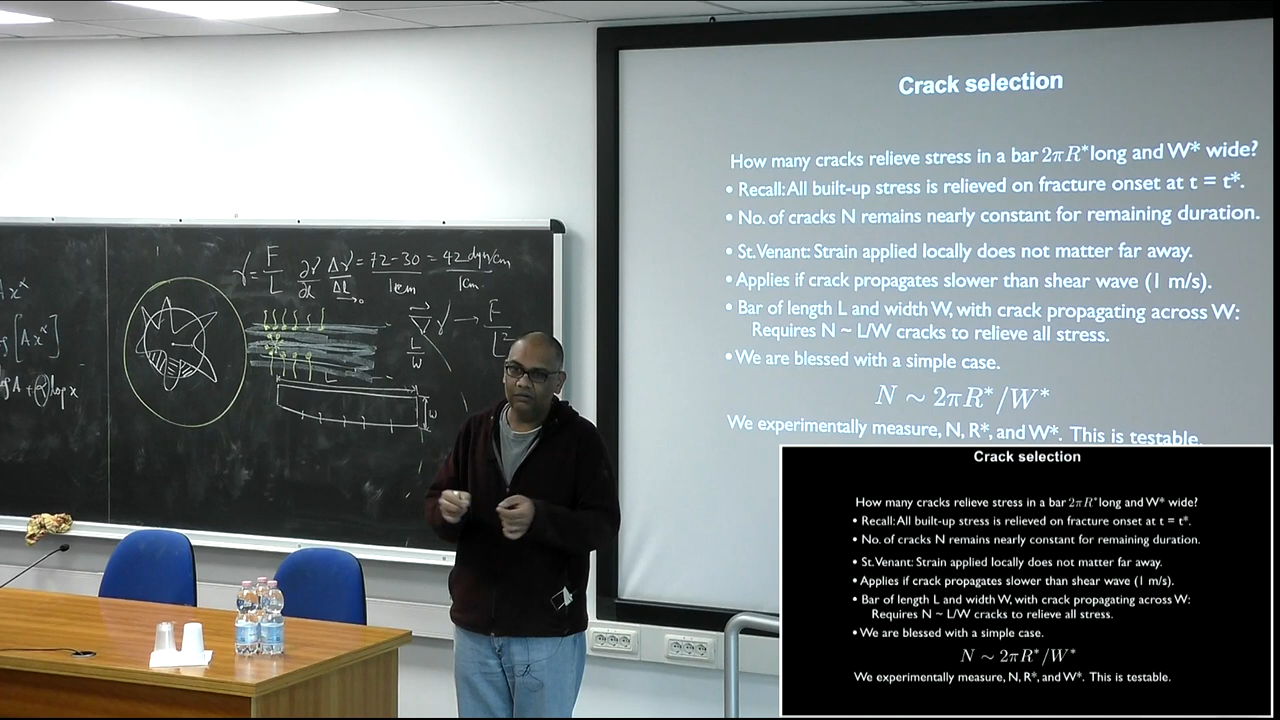 Ax^α
g[Ax^α]
log A + α log x
γ = F/L ∂γ/∂x Δγ/ΔL = 72-30/1cm = 42 dyn/cm/1cm
→0
∇γ → F/L²
L/W
L
W
Crack selection
How many cracks relieve stress in a bar 2πR* long and W* wide?
• Recall: All built-up stress is relieved on fracture onset at t = t*.
• No. of cracks N remains nearly constant for remaining duration.
• St. Venant: Strain applied locally does not matter far away.
• Applies if crack propagates slower than shear wave (1 m/s).
• Bar of length L and width W, with crack propagating across W:
Requires N ~ L/W cracks to relieve all stress.
• We are blessed with a simple case.
N ∼ 2πR*/W*
We experimentally measure, N, R*, and W*. This is testable.
Crack selection
How many cracks relieve stress in a bar 2πR* long and W* wide?
• Recall: All built-up stress is relieved on fracture onset at t = t*.
• No. of cracks N remains nearly constant for remaining duration.
• St. Venant: Strain applied locally does not matter far away.
• Applies if crack propagates slower than shear wave (1 m/s).
• Bar of length L and width W, with crack propagating across W:
Requires N ~ L/W cracks to relieve all stress.
• We are blessed with a simple case.
N ∼ 2πR*/W*
We experimentally measure, N, R*, and W*. This is testable.